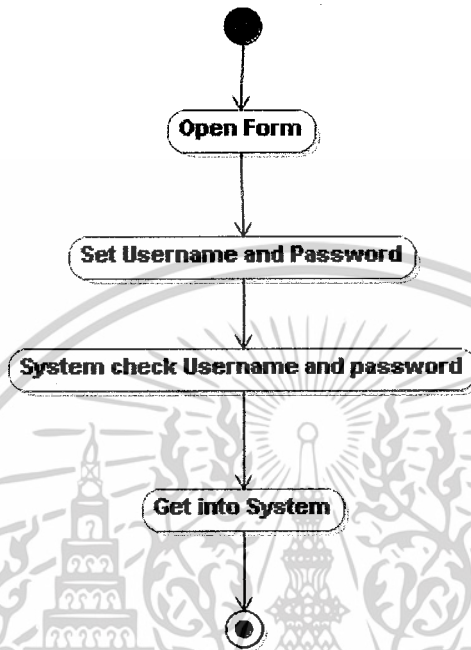 Open Form
Set Username and Password
System check Username and password
Get into System